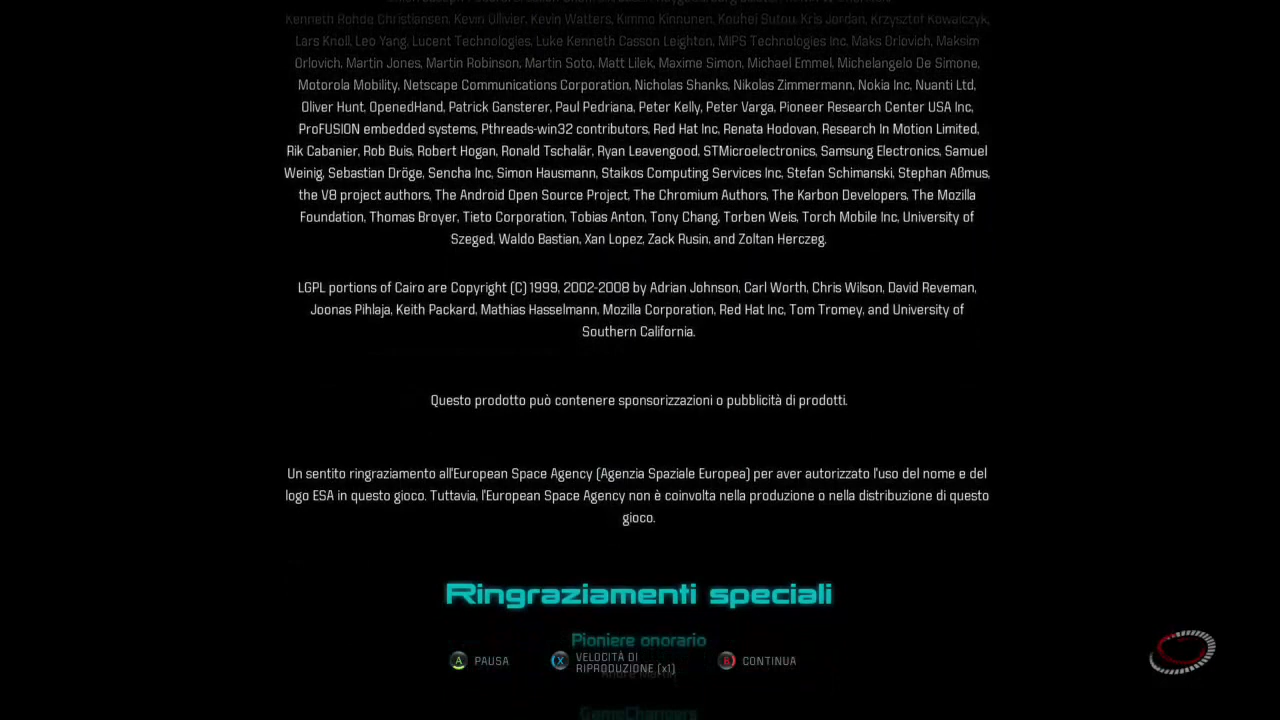 Kenneth Rohde Christiansen, Kevin Ollivier, Kevin Watters, Kimmo Kinnunen, Kouhei Sutou, Kris Jordan, Krzysztof Kowalczyk,
Lars Knoll, Leo Yang, Lucent Technologies, Luke Kenneth Casson Leighton, MIPS Technologies Inc, Maks Orlovich, Maksim
Orlovich, Martin Jones, Martin Robinson, Martin Soto, Matt Lilek, Maxime Simon, Michael Emmel, Michelangelo De Simone,
Motorola Mobility, Netscape Communications Corporation, Nicholas Shanks, Nikolas Zimmermann, Nokia Inc, Nuanti Ltd,
Oliver Hunt, OpenedHand, Patrick Gansterer, Paul Pedriana, Peter Kelly, Peter Varga, Pioneer Research Center USA Inc,
ProFUSION embedded systems, Pthreads-win32 contributors, Red Hat Inc, Renata Hodovan, Research In Motion Limited,
Rik Cabanier, Rob Buis, Robert Hogan, Ronald Tschalär, Ryan Leavengood, STMicroelectronics, Samsung Electronics, Samuel
Weinig, Sebastian Dröge, Sencha Inc, Simon Hausmann, Staikos Computing Services Inc, Stefan Schimanski, Stephan Aßmus,
the V8 project authors, The Android Open Source Project, The Chromium Authors, The Karbon Developers, The Mozilla
Foundation, Thomas Broyer, Tieto Corporation, Tobias Anton, Tony Chang, Torben Weis, Torch Mobile Inc, University of
Szeged, Waldo Bastian, Xan Lopez, Zack Rusin, and Zoltan Herczeg.
LGPL portions of Cairo are Copyright (C) 1999, 2002-2008 by Adrian Johnson, Carl Worth, Chris Wilson, David Reveman,
Joonas Pihlaja, Keith Packard, Mathias Hasselmann, Mozilla Corporation, Red Hat Inc, Tom Tromey, and University of
Southern California.
Questo prodotto può contenere sponsorizzazioni o pubblicità di prodotti.
Un sentito ringraziamento all'European Space Agency (Agenzia Spaziale Europea) per aver autorizzato l'uso del nome e del
logo ESA in questo gioco. Tuttavia, l'European Space Agency non è coinvolta nella produzione o nella distribuzione di questo
gioco.
Ringraziamenti speciali
Pioniere onorario
A PAUSA
X VELOCITÀ DI
RIPRODUZIONE (x1)
B CONTINUA
GameChangers